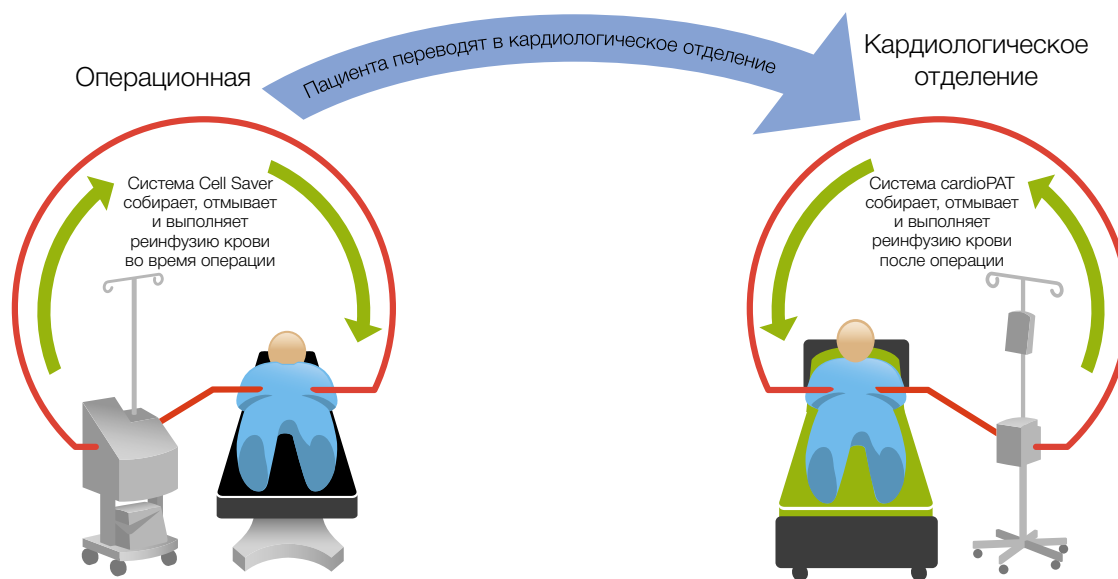 Операционная
Пациента переводят в кардиологическое отделение
Кардиологическое
отделение
Система Cell Saver
собирает, отмывает
и выполняет
реинфузию крови
во время операции
Система cardioPAT
собирает, отмывает
и выполняет
реинфузию крови
после операции